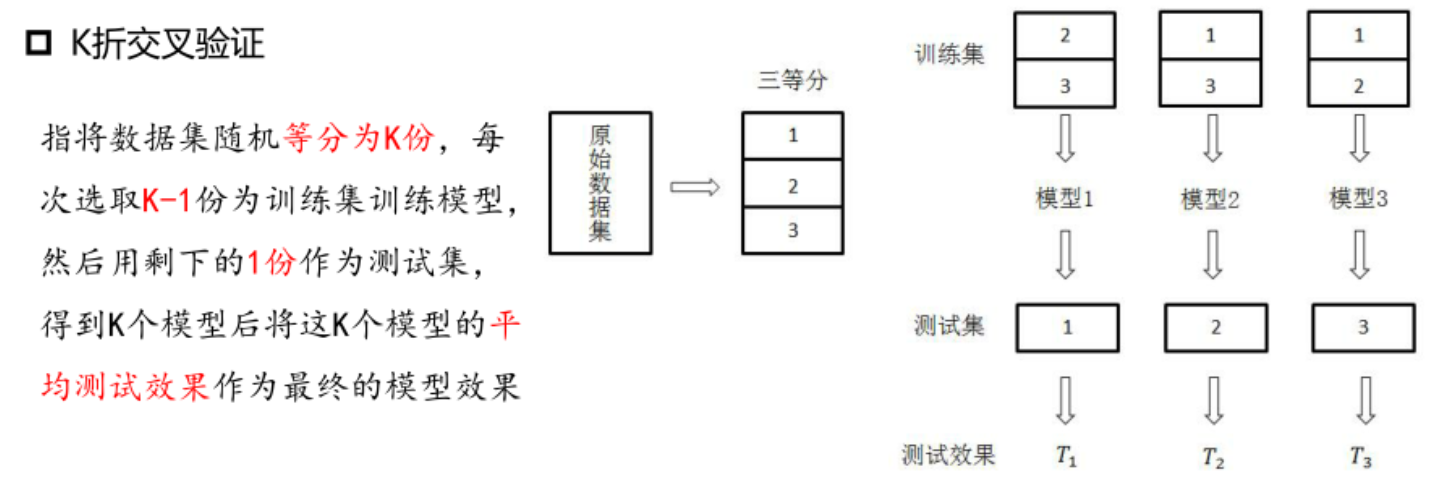 K折交叉验证
指将数据集随机等分为K份，每
次选取K-1份为训练集训练模型，
然后用剩下的1份作为测试集，
得到K个模型后将这K个模型的平
均测试效果作为最终的模型效果
原始数据集
三等分
1
2
3
训练集
2 1 1
3 3 2
模型1 模型2 模型3
测试集 1 2 3
测试效果 T₁ T₂ T₃